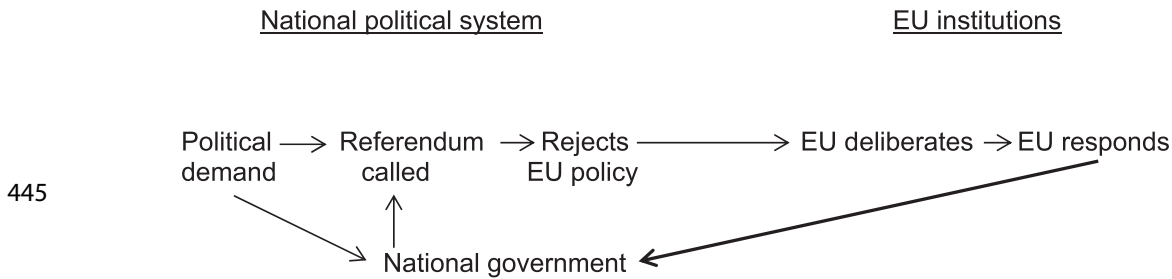 National political system EU institutions
Political Referendum Rejects EU deliberates EU responds
demand called EU policy
445
National government